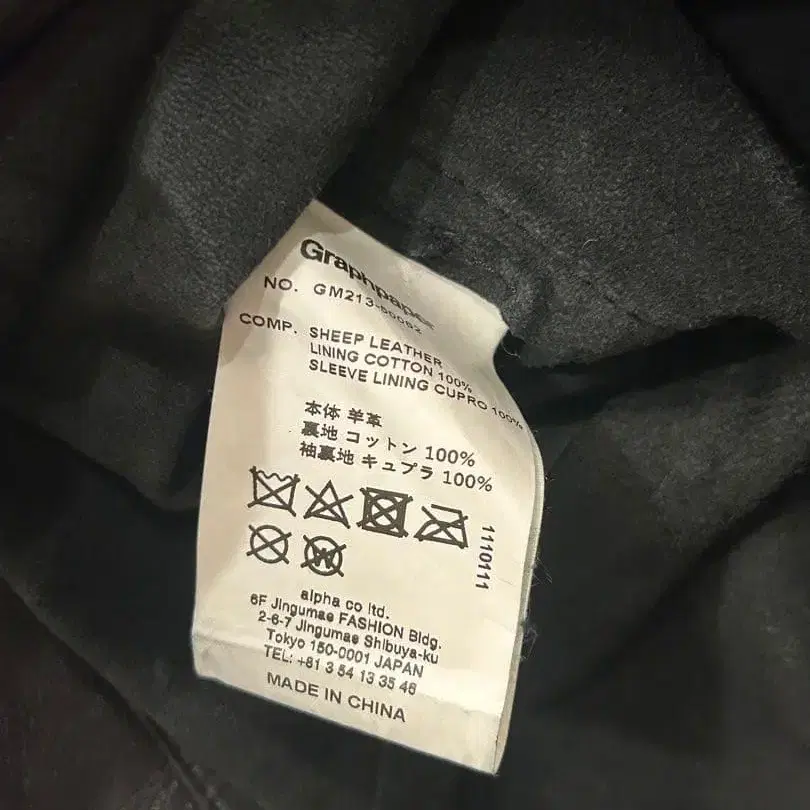 Graphpaper
NO. GM213-50062
COMP. SHEEP LEATHER
LINING COTTON 100%
SLEEVE LINING CUPRO 100%
本体 羊革
裏地 コットン 100%
袖裏地 キュプラ 100%
W
1110111
alpha co ltd.
6F Jingumae FASHION Bldg.
2-6-7 Jingumae Shibuya-ku
Tokyo 150-0001 JAPAN
TEL: +81 3 54 13 35 46
MADE IN CHINA